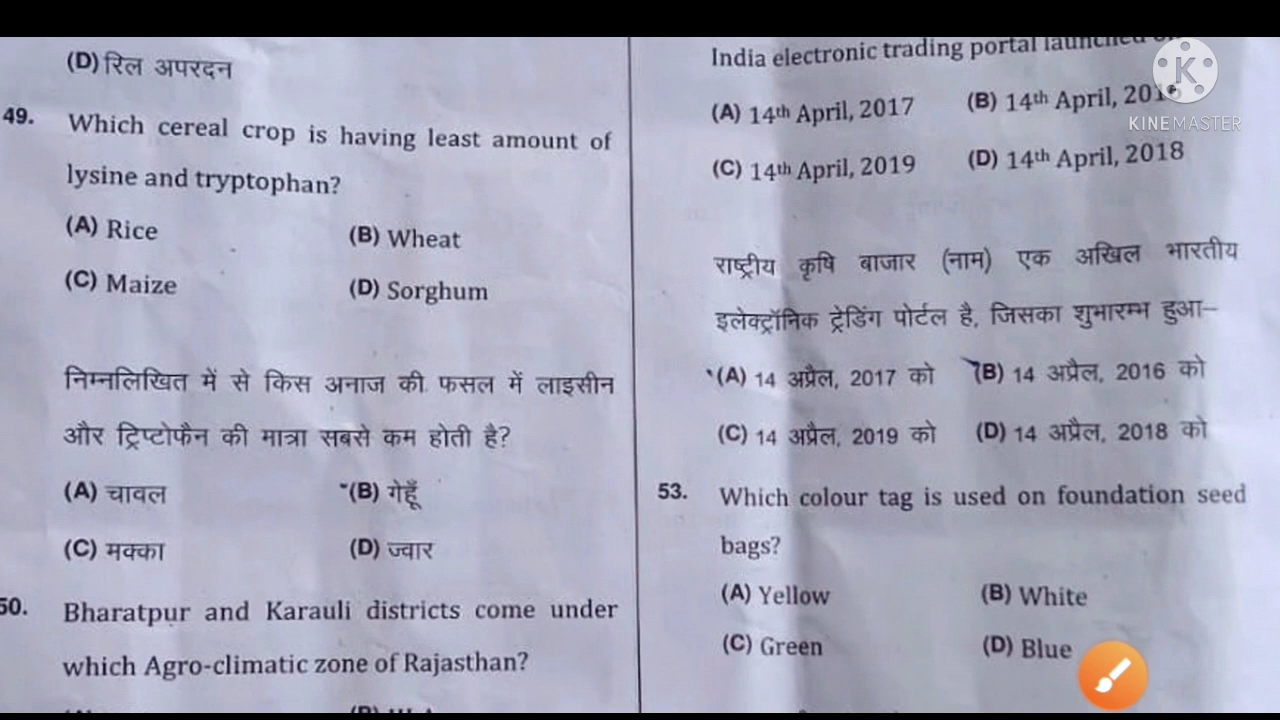 (D) रिल अपरदन
49. Which cereal crop is having least amount of
lysine and tryptophan?
(A) Rice (B) Wheat
(C) Maize (D) Sorghum
निम्नलिखित में से किस अनाज की फसल में लाइसीन
और ट्रिप्टोफैन की मात्रा सबसे कम होती है?
(A) चावल (B) गेहूँ
(C) मक्का (D) ज्वार
50. Bharatpur and Karauli districts come under
which Agro-climatic zone of Rajasthan?
India electronic trading portal launched
(A) 14th April, 2017 (B) 14th April, 2016
(C) 14th April, 2019 (D) 14th April, 2018
राष्ट्रीय कृषि बाजार (नाम) एक अखिल भारतीय
इलेक्ट्रॉनिक ट्रेडिंग पोर्टल है, जिसका शुभारम्भ हुआ–
(A) 14 अप्रैल, 2017 को (B) 14 अप्रैल, 2016 को
(C) 14 अप्रैल, 2019 को (D) 14 अप्रैल, 2018 को
53. Which colour tag is used on foundation seed
bags?
(A) Yellow (B) White
(C) Green (D) Blue
K
KINEMASTER